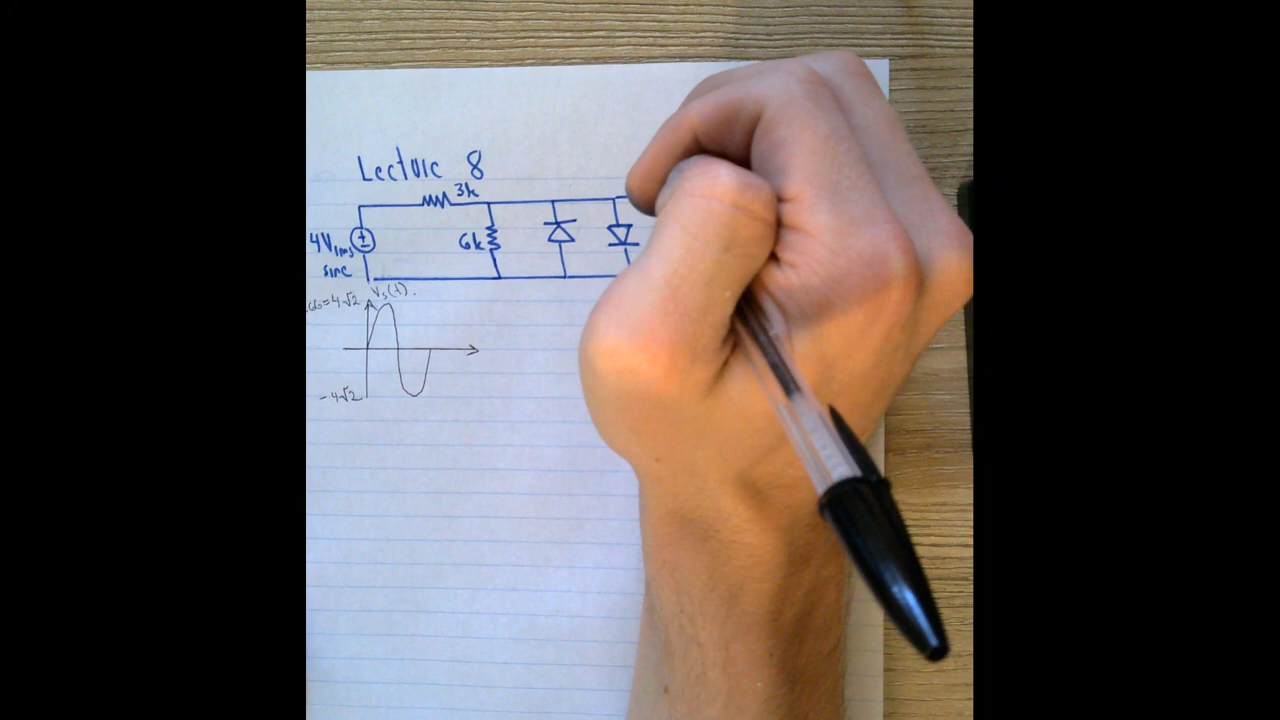 Lecture 8
3k
4Vrms
6k
sine
=4√2
Vs(t).
-4√2